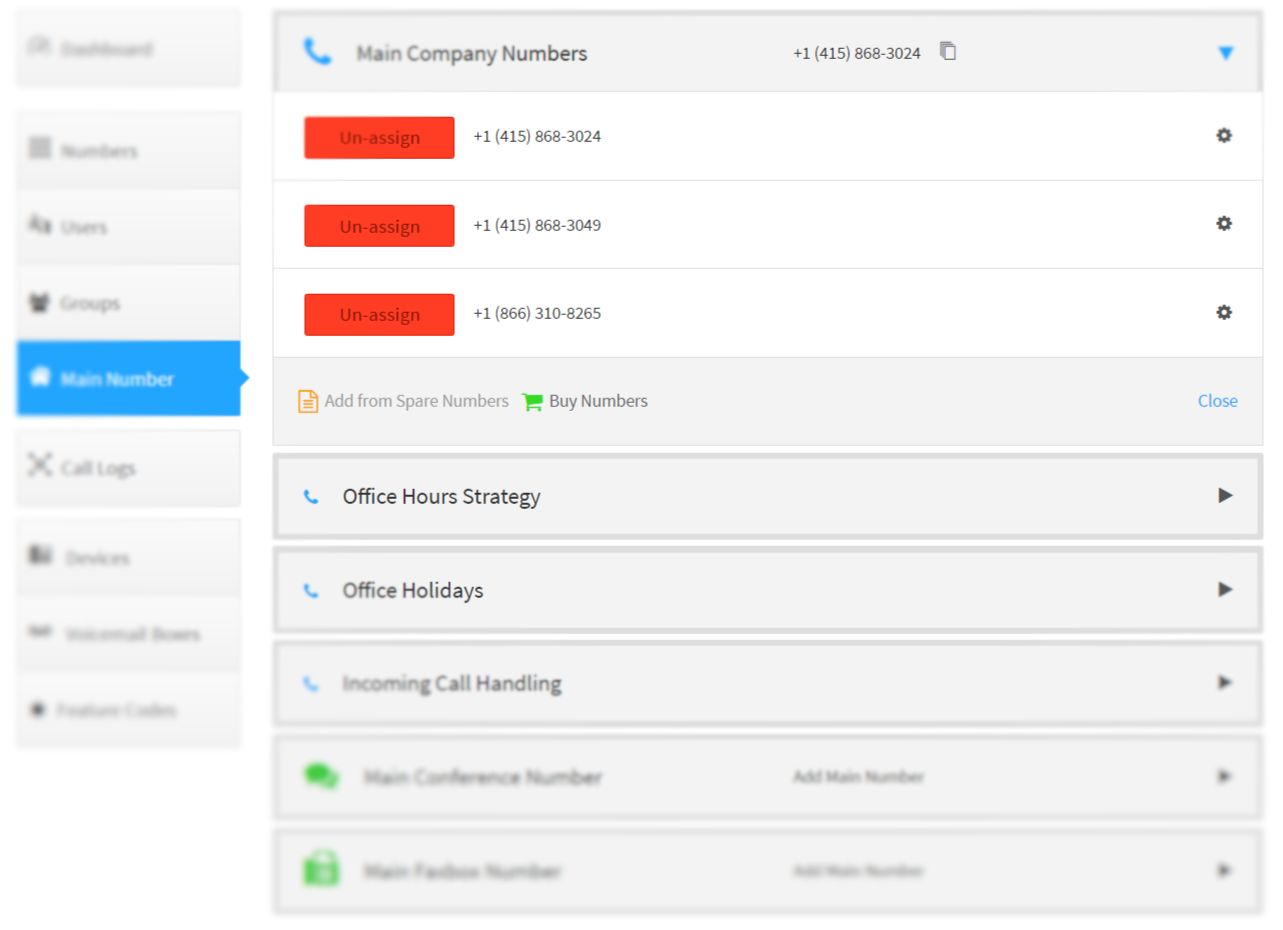 Dashboard
Numbers
Users
Groups
Main Number
Call Logs
Devices
Voicemail Boxes
Feature Codes
Main Company Numbers +1 (415) 868-3024
Un-assign +1 (415) 868-3024
Un-assign +1 (415) 868-3049
Un-assign +1 (866) 310-8265
Add from Spare Numbers Buy Numbers Close
Office Hours Strategy
Office Holidays
Incoming Call Handling
Main Conference Number Add Main Number
Main Faxbox Number Add Main Number